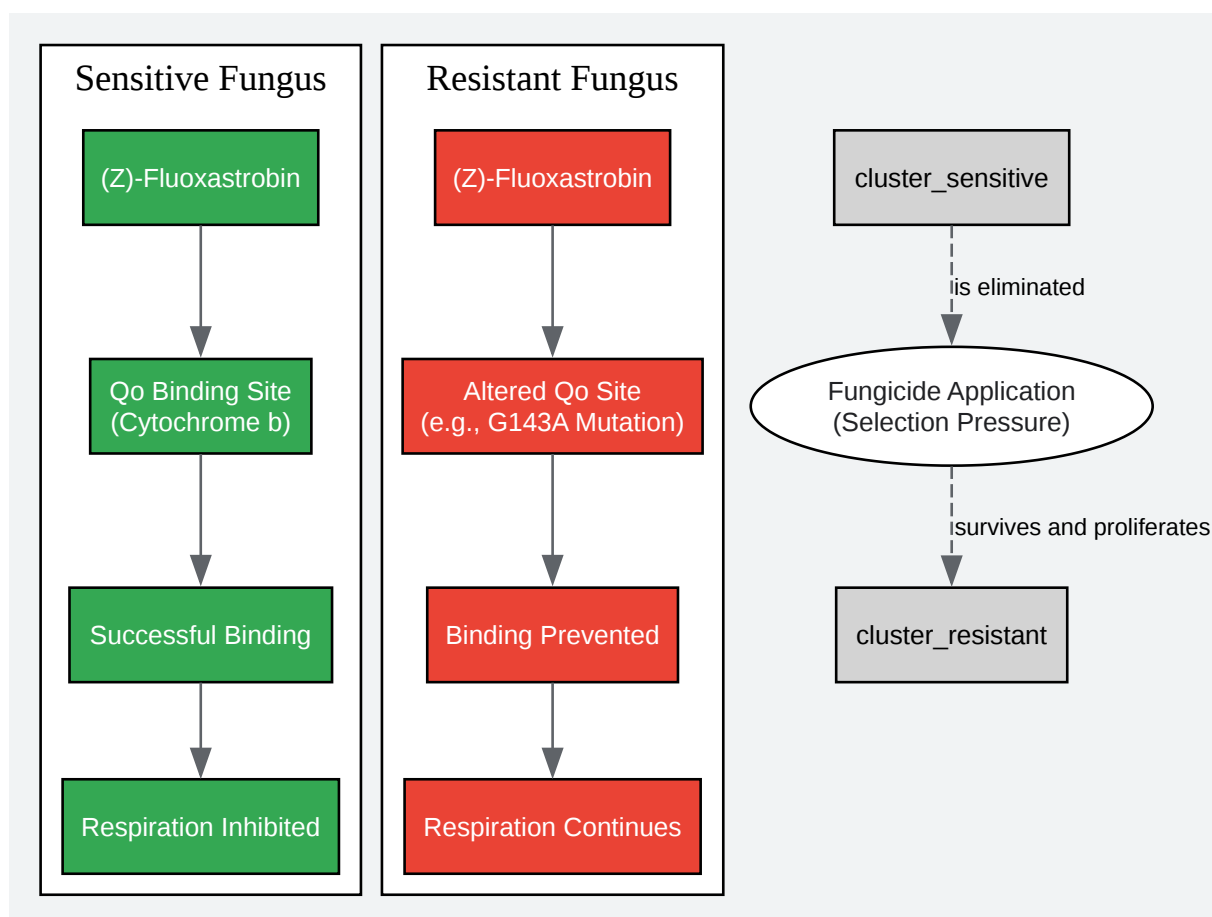 Sensitive Fungus
(Z)-Fluoxastrobin
Qo Binding Site
(Cytochrome b)
Successful Binding
Respiration Inhibited
Resistant Fungus
(Z)-Fluoxastrobin
Altered Qo Site
(e.g., G143A Mutation)
Binding Prevented
Respiration Continues
cluster_sensitive
is eliminated
Fungicide Application
(Selection Pressure)
survives and proliferates
cluster_resistant